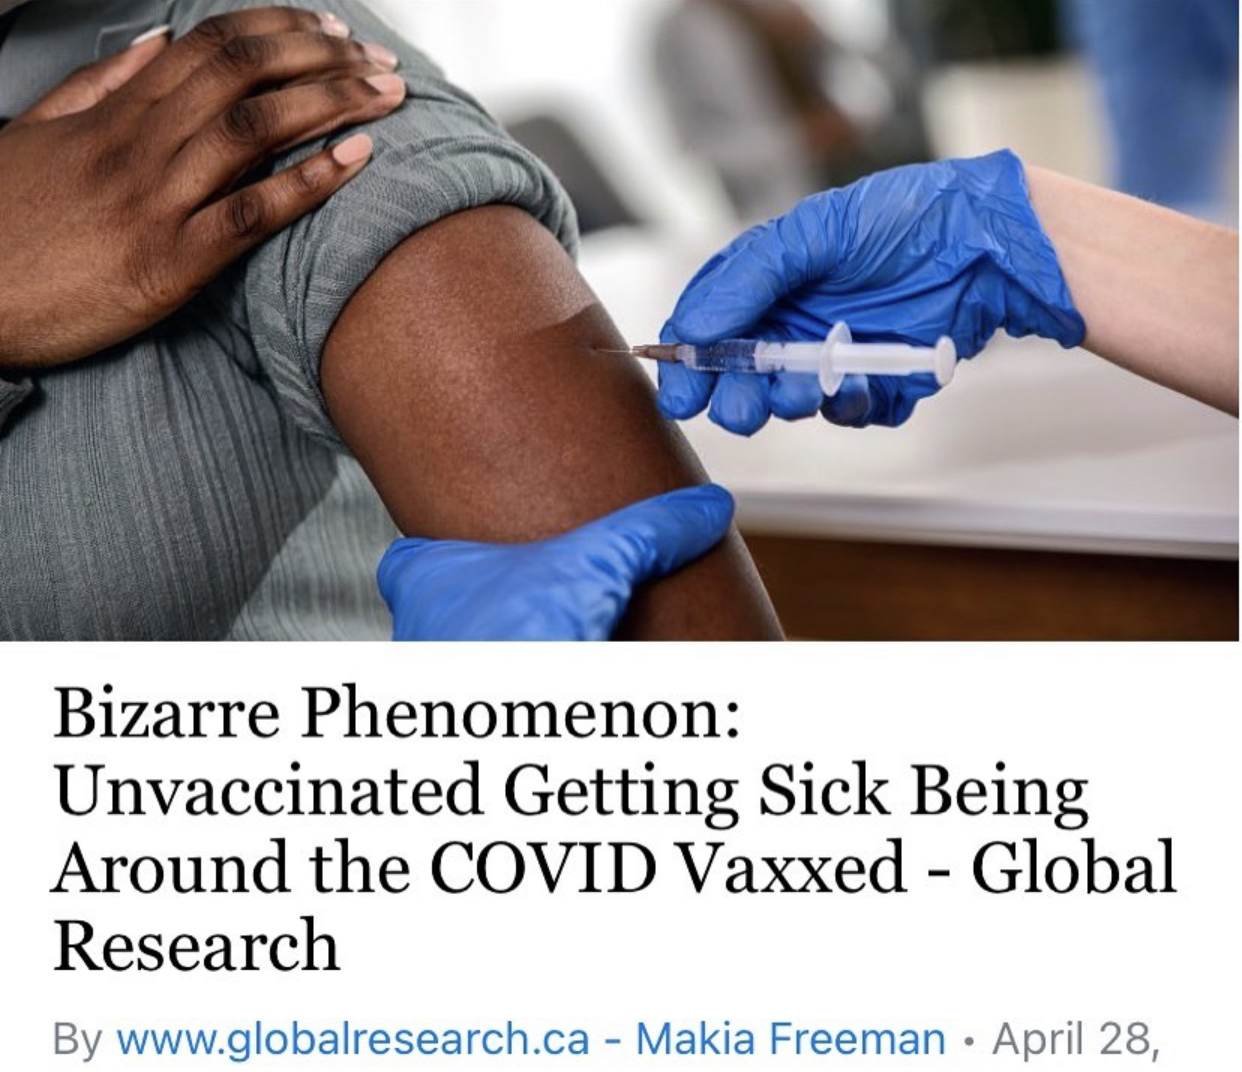 Bizarre Phenomenon:
Unvaccinated Getting Sick Being
Around the COVID Vaxxed - Global
Research
By www.globalresearch.ca - Makia Freeman • April 28,